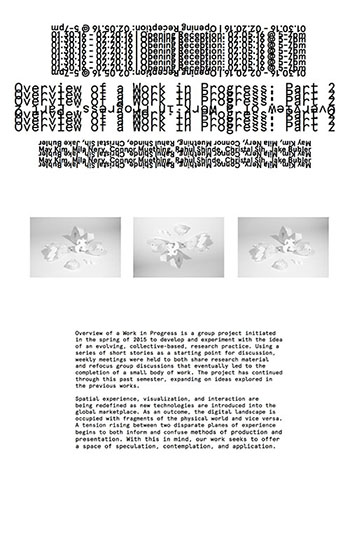 01.30.16 - 02.20.16 | Opening Reception: 02.05.16 @ 5-7pm
01.30.16 - 02.20.16 | Opening Reception: 02.05.16 @ 5-7pm
01.30.16 - 02.20.16 | Opening Reception: 02.05.16 @ 5-7pm
01.30.16 - 02.20.16 | Opening Reception: 02.05.16 @ 5-7pm
01.30.16 - 02.20.16 | Opening Reception: 02.05.16 @ 5-7pm
Overview of a Work in Progress: Part 2
Overview of a Work in Progress: Part 2
Overview of a Work in Progress: Part 2
Overview of a Work in Progress: Part 2
Overview of a Work in Progress: Part 2
May Kim, Mila Nery, Connor Muething, Rahul Shinde, Christal Sih, Jake Bubler
May Kim, Mila Nery, Connor Muething, Rahul Shinde, Christal Sih, Jake Bubler
May Kim, Mila Nery, Connor Muething, Rahul Shinde, Christal Sih, Jake Bubler
May Kim, Mila Nery, Connor Muething, Rahul Shinde, Christal Sih, Jake Bubler
Overview of a Work in Progress is a group project initiated
in the spring of 2015 to develop and experiment with the idea
of an evolving, collective-based, research practice. Using a
series of short stories as a starting point for discussion,
weekly meetings were held to both share research material
and refocus group discussions that eventually led to the
completion of a small body of work. The project has continued
through this past semester, expanding on ideas explored in
the previous works.
Spatial experience, visualization, and interaction are
being redefined as new technologies are introduced into the
global marketplace. As an outcome, the digital landscape is
occupied with fragments of the physical world and vice versa.
A tension rising between two disparate planes of experience
begins to both inform and confuse methods of production and
presentation. With this in mind, our work seeks to offer
a space of speculation, contemplation, and application.